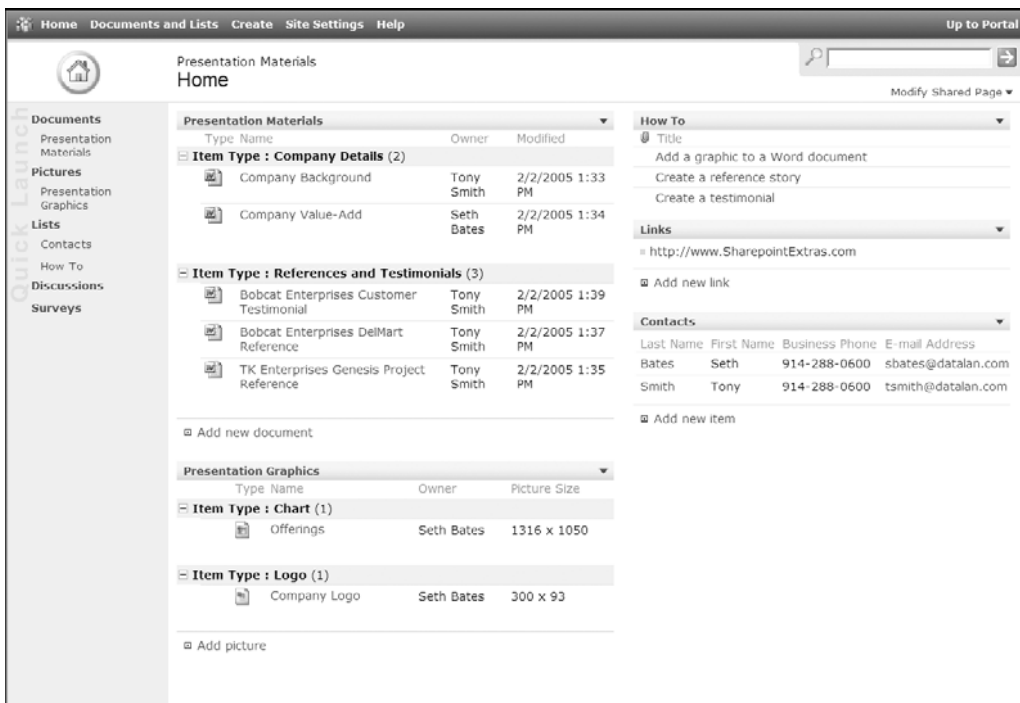 Home Documents and Lists Create Site Settings Help Up to Portal
Presentation Materials
Home
Modify Shared Page
Quick Launch
Documents
Presentation
Materials
Pictures
Presentation
Graphics
Lists
Contacts
How To
Discussions
Surveys
Presentation Materials
Type Name Owner Modified
Item Type : Company Details (2)
Company Background Tony Smith 2/2/2005 1:33 PM
Company Value-Add Seth Bates 2/2/2005 1:34 PM
Item Type : References and Testimonials (3)
Bobcat Enterprises Customer Testimonial Tony Smith 2/2/2005 1:39 PM
Bobcat Enterprises DelMart Reference Tony Smith 2/2/2005 1:37 PM
TK Enterprises Genesis Project Reference Tony Smith 2/2/2005 1:35 PM
Add new document
Presentation Graphics
Type Name Owner Picture Size
Item Type : Chart (1)
Offerings Seth Bates 1316 x 1050
Item Type : Logo (1)
Company Logo Seth Bates 300 x 93
Add picture
How To
Title
Add a graphic to a Word document
Create a reference story
Create a testimonial
Links
http://www.SharepointExtras.com
Add new link
Contacts
Last Name First Name Business Phone E-mail Address
Bates Seth 914-288-0600 sbates@datalan.com
Smith Tony 914-288-0600 tsmith@datalan.com
Add new item